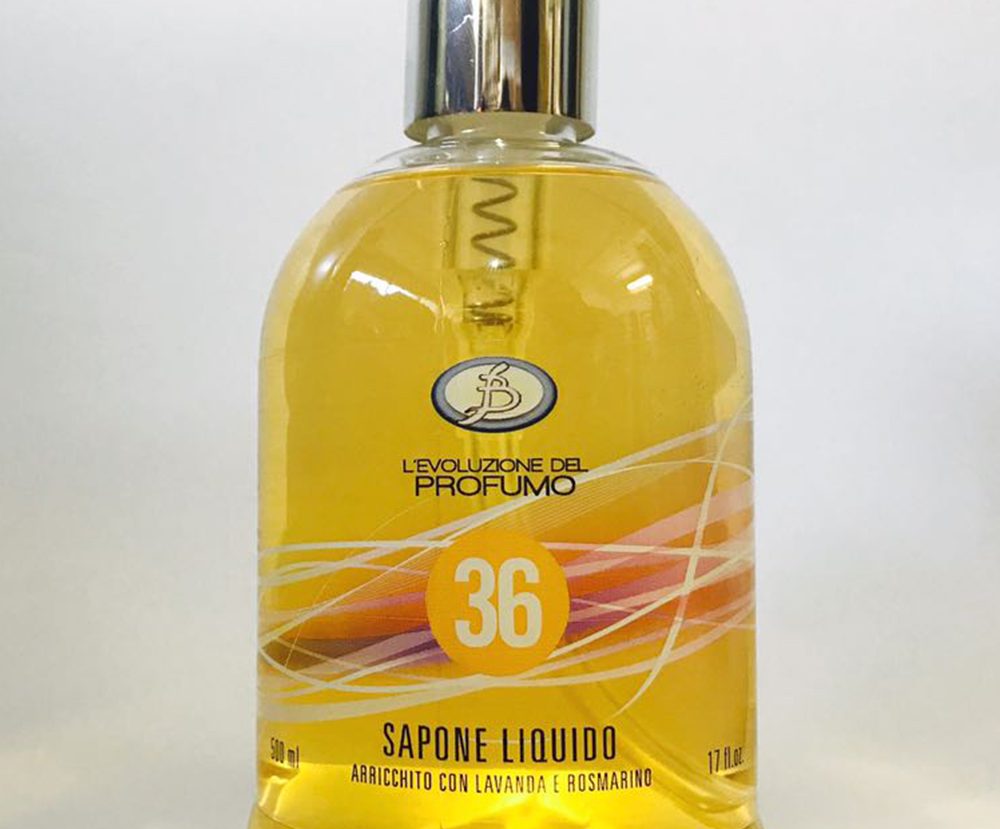 B
L'EVOLUZIONE DEL
PROFUMO
36
SAPONE LIQUIDO
ARRICCHITO CON LAVANDA E ROSMARINO
500 ml
17 fl.oz.